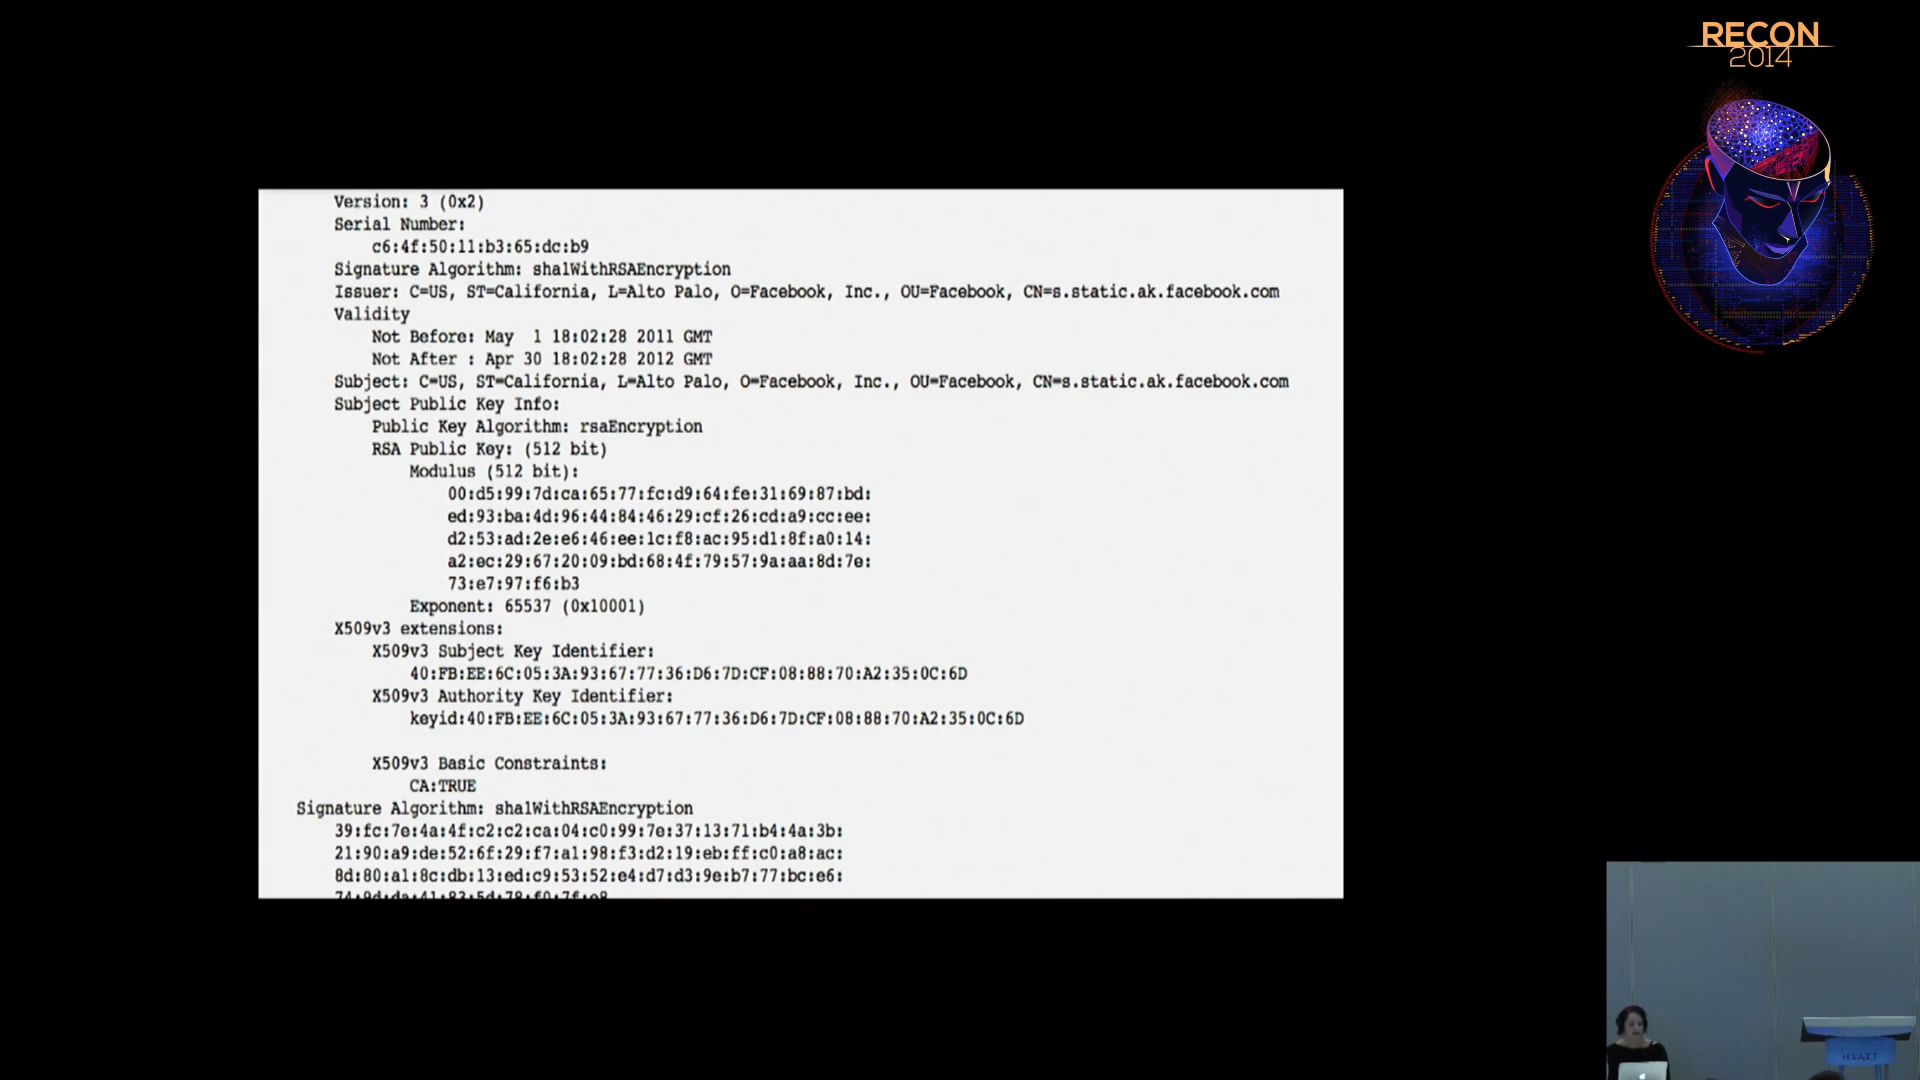 RECON
2014
Version: 3 (0x2)
Serial Number:
c6:4f:50:11:b3:65:dc:b9
Signature Algorithm: sha1WithRSAEncryption
Issuer: C=US, ST=California, L=Alto Palo, O=Facebook, Inc., OU=Facebook, CN=s.static.ak.facebook.com
Validity
Not Before: May  1 18:02:28 2011 GMT
Not After : Apr 30 18:02:28 2012 GMT
Subject: C=US, ST=California, L=Alto Palo, O=Facebook, Inc., OU=Facebook, CN=s.static.ak.facebook.com
Subject Public Key Info:
Public Key Algorithm: rsaEncryption
RSA Public Key: (512 bit)
Modulus (512 bit):
00:d5:99:7d:ca:65:77:fc:d9:64:fe:31:69:87:bd:
ed:93:ba:4d:96:44:84:46:29:cf:26:cd:a9:cc:ee:
d2:53:ad:2e:e6:46:ee:1c:f8:ac:95:d1:8f:a0:14:
a2:ec:29:67:20:09:bd:68:4f:79:57:9a:aa:8d:7e:
73:e7:97:f6:b3
Exponent: 65537 (0x10001)
X509v3 extensions:
X509v3 Subject Key Identifier:
40:FB:EE:6C:05:3A:93:67:77:36:D6:7D:CF:08:88:70:A2:35:0C:6D
X509v3 Authority Key Identifier:
keyid:40:FB:EE:6C:05:3A:93:67:77:36:D6:7D:CF:08:88:70:A2:35:0C:6D
X509v3 Basic Constraints:
CA:TRUE
Signature Algorithm: sha1WithRSAEncryption
39:fc:7e:4a:4f:c2:c2:ca:04:c0:99:7e:37:13:71:b4:4a:3b:
21:90:a9:de:52:6f:29:f7:a1:98:f3:d2:19:eb:ff:c0:a8:ac:
8d:80:a1:8c:db:13:ed:c9:53:52:e4:d7:d3:9e:b7:77:bc:e6:
HYATT